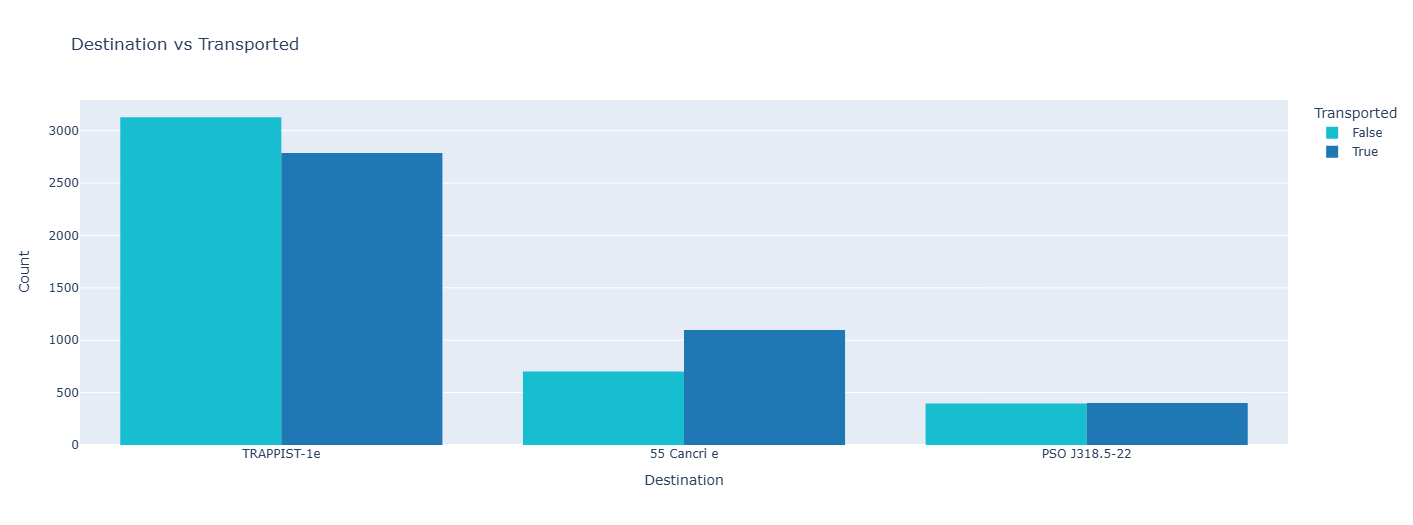 Destination vs Transported
Transported
False
True
Count
3000
2500
2000
1500
1000
500
0
TRAPPIST-1e
55 Cancri e
PSO J318.5-22
Destination